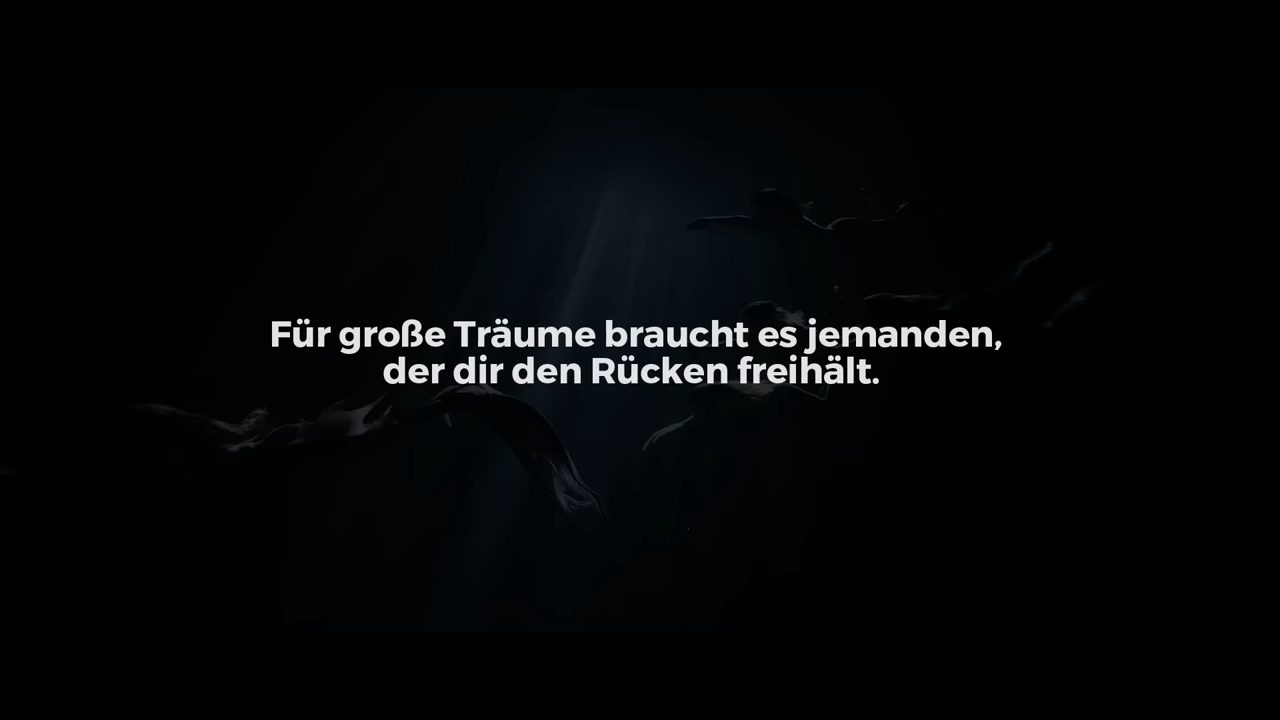 Für große Träume braucht es jemanden,
der dir den Rücken freihält.